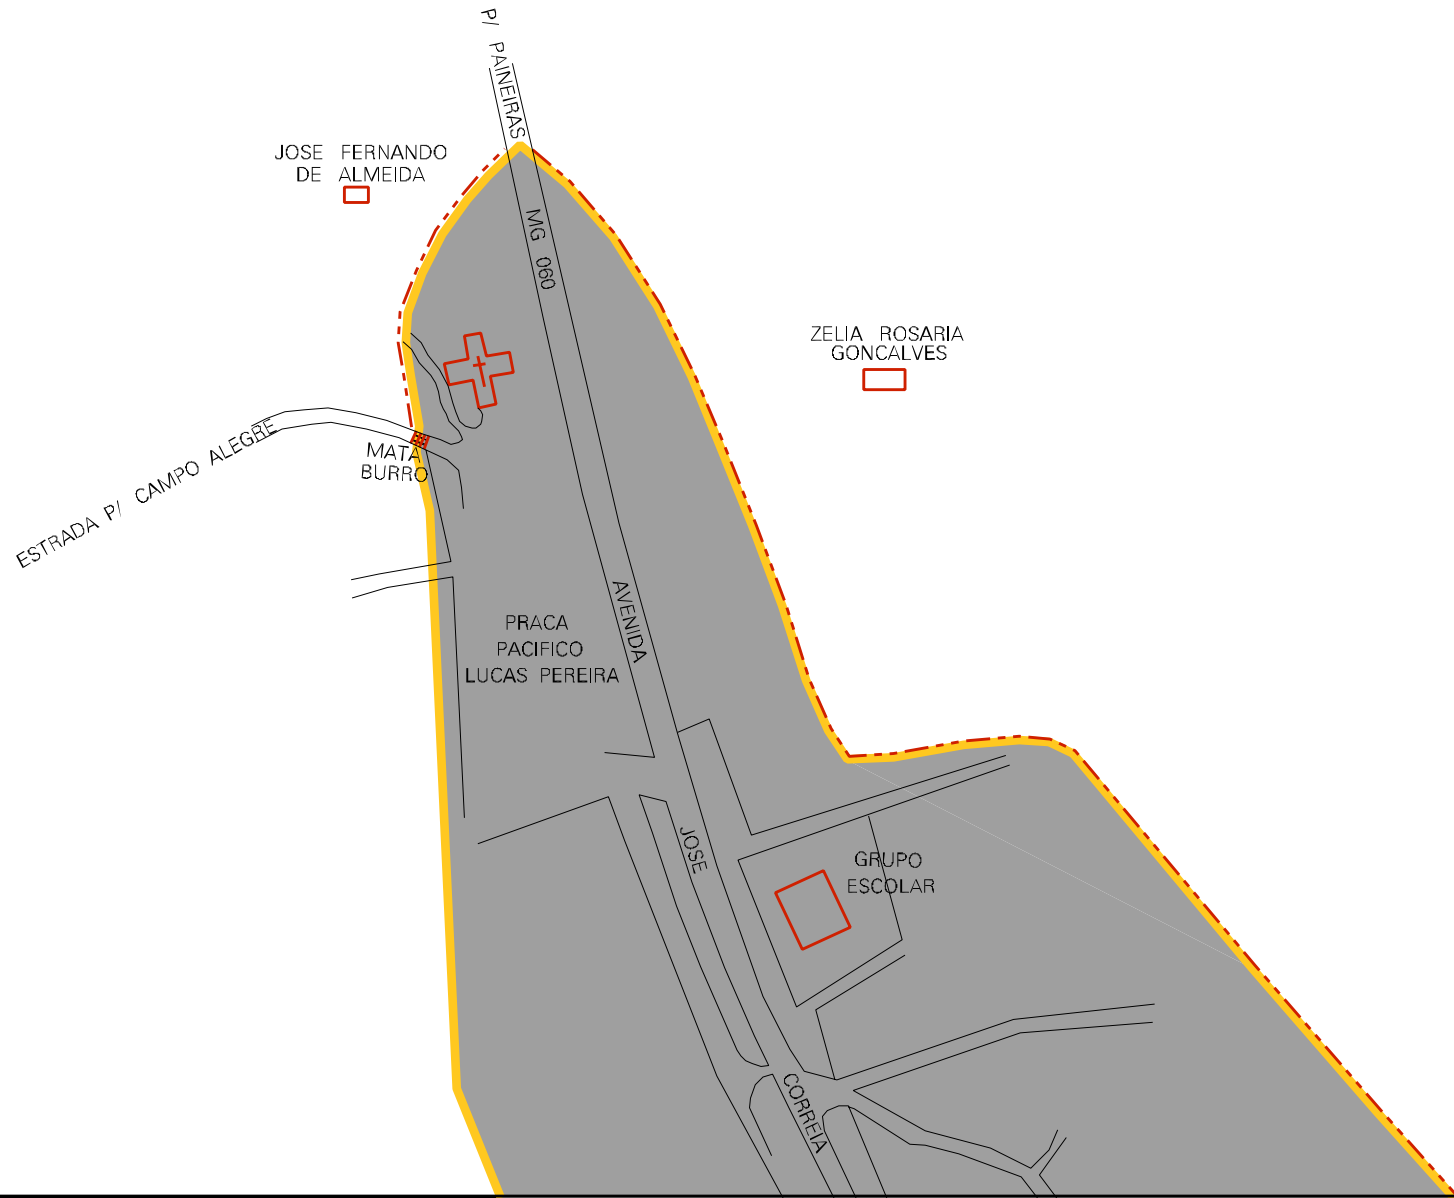 P/ PAINEIRAS
JOSE FERNANDO
DE ALMEIDA
MG 060
ZELIA ROSARIA
GONCALVES
ESTRADA P/ CAMPO ALEGRE
MATA
BURRO
AVENIDA
PRACA
PACIFICO
LUCAS PEREIRA
JOSE
GRUPO
ESCOLAR
CORREIA